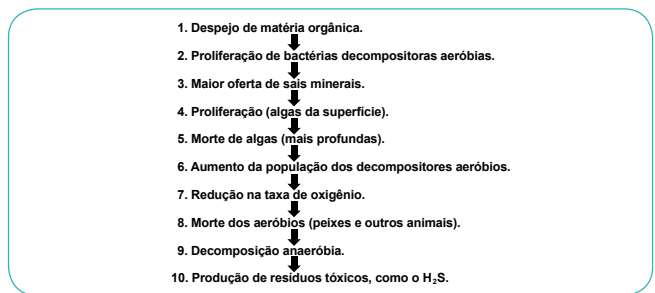 1. Despejo de matéria orgânica.
2. Proliferação de bactérias decompositoras aeróbias.
3. Maior oferta de sais minerais.
4. Proliferação (algas da superfície).
5. Morte de algas (mais profundas).
6. Aumento da população dos decompositores aeróbios.
7. Redução na taxa de oxigênio.
8. Morte dos aeróbios (peixes e outros animais).
9. Decomposição anaeróbia.
10. Produção de resíduos tóxicos, como o H₂S.